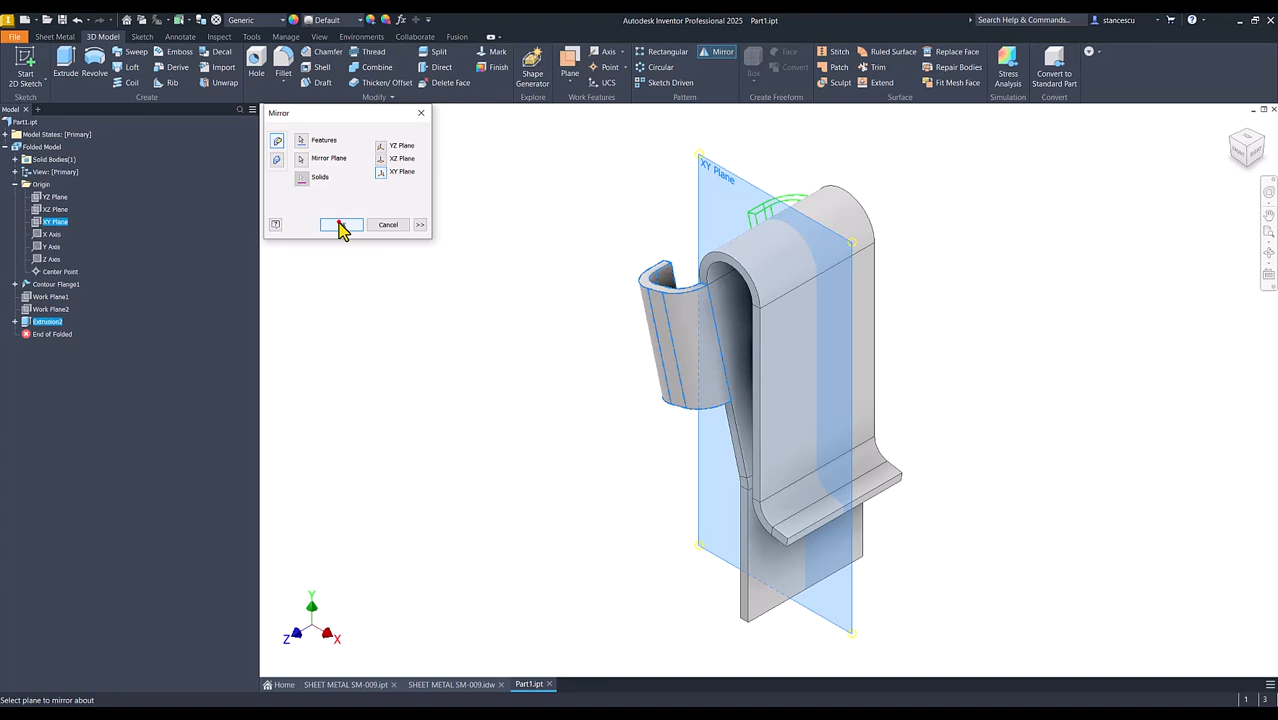 Generic
Default
Autodesk Inventor Professional 2025 Part1.ipt
Search Help & Commands...
stancescu
File Sheet Metal 3D Model Sketch Annotate Inspect Tools Manage View Environments Collaborate Fusion
Start
2D Sketch
Sketch
Extrude
Revolve
Sweep
Loft
Coil
Emboss
Derive
Rib
Decal
Import
Unwrap
Create
Hole
Fillet
Chamfer
Shell
Draft
Thread
Combine
Thicken/ Offset
Split
Direct
Delete Face
Modify
Mark
Finish
Shape
Generator
Explore
Plane
Axis
Point
UCS
Work Features
Rectangular
Circular
Sketch Driven
Mirror
Pattern
Box
Face
Convert
Create Freeform
Stitch
Patch
Sculpt
Ruled Surface
Trim
Extend
Replace Face
Repair Bodies
Fit Mesh Face
Surface
Stress
Analysis
Simulation
Convert to
Standard Part
Convert
Model
Part1.ipt
Model States: [Primary]
Folded Model
Solid Bodies(1)
View: [Primary]
Origin
YZ Plane
XZ Plane
XY Plane
X Axis
Y Axis
Z Axis
Center Point
Contour Flange1
Work Plane1
Work Plane2
Extrusion2
End of Folded
Mirror
Features
Mirror Plane
Solids
YZ Plane
XZ Plane
XY Plane
Cancel
>>
XY Plane
FRONT
RIGHT
Y
Z
X
Home
SHEET METAL SM-009.ipt
SHEET METAL SM-009.idw
Part1.ipt
Select plane to mirror about
1
3